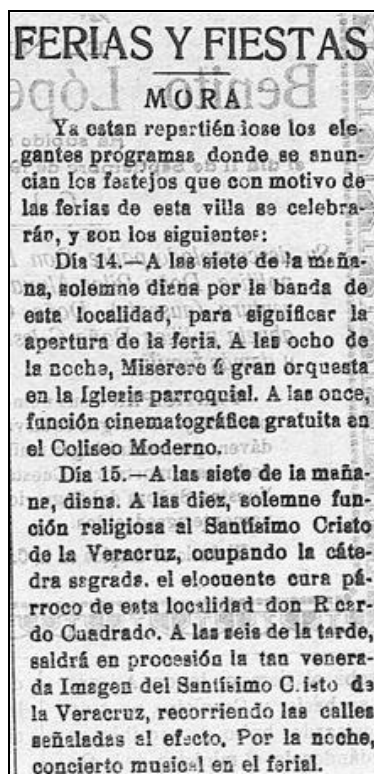 FERIAS Y FIESTAS
MORA
Ya estan repartién iose los ele-
gantes programas donde se anun-
cian los festejos que con motivo de
las ferias de esta villa se celebra-
rán, y son los siguientes:
Día 14.—A las siete de la maña-
na, solemne diana por la banda de
esta localidad, para significar la
apertura de la feria. A las ocho de
la noche, Miserere á gran orquesta
en la Iglesia parroquial. A las once,
función cinematográfica gratuita en
el Coliseo Moderno.
Día 15.—A las siete de la maña-
na, diana. A las diez, solemne fun-
ción religiosa al Santísimo Cristo
de la Veracruz, ocupando la cáte-
dra sagrada. el elocuente cura pá-
rroco de esta localidad don R car-
do Cuadrado. A las seis de la tarde,
saldrá en procesión la tan venera-
da Imagen del Santísimo C. isto de
la Veracruz, recorriendo las calles
señaladas al efecto. Por la noche,
concierto musical en el ferial.